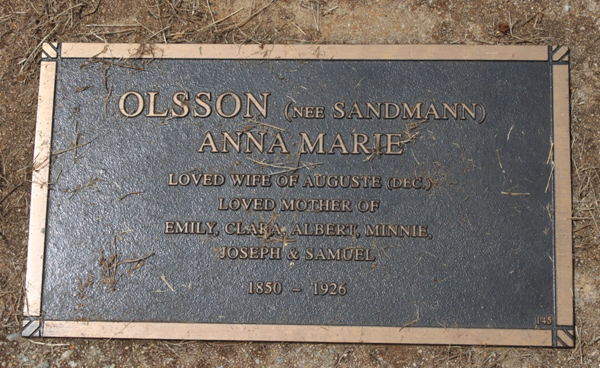 OLSSON (NEE SANDMANN)
ANNA MARIE
LOVED WIFE OF AUGUSTE (DEC.)
LOVED MOTHER OF
EMILY, CLARA, ALBERT, MINNIE,
JOSEPH & SAMUEL
1850 – 1926